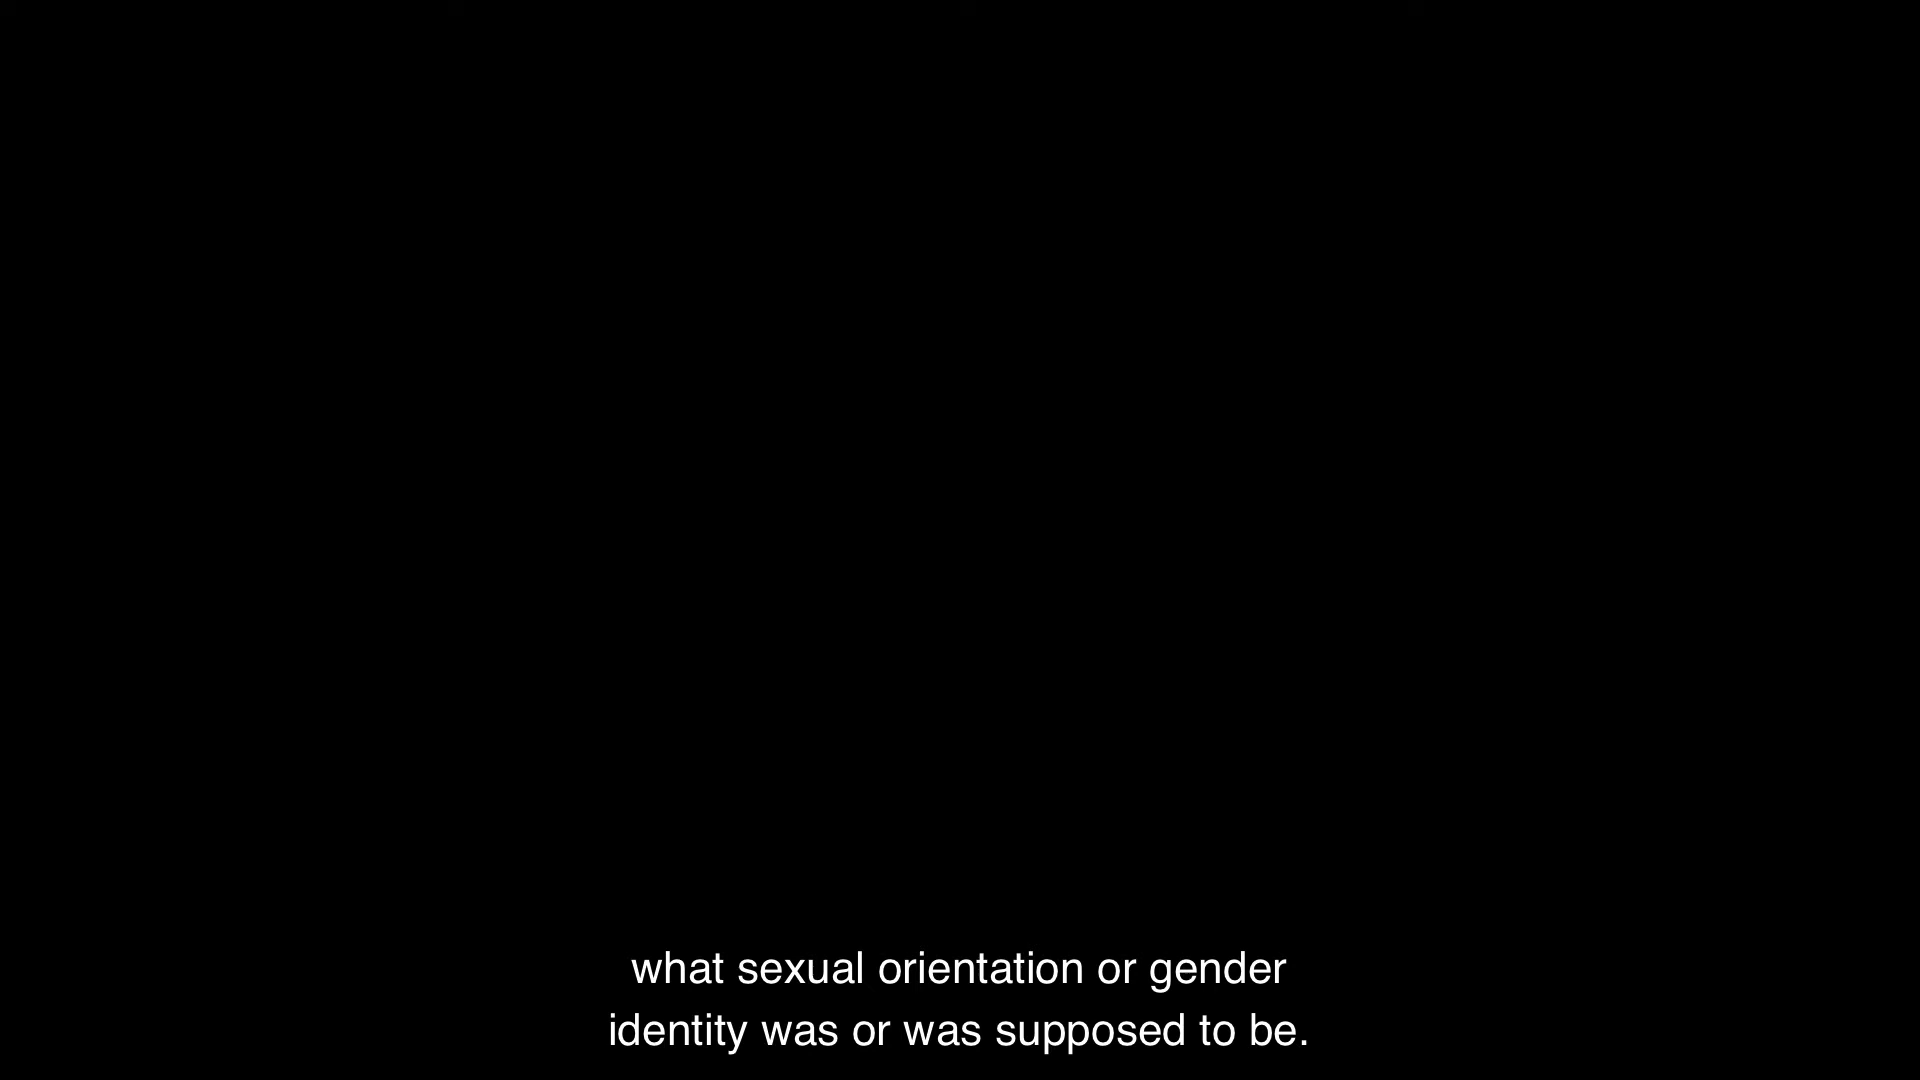 what sexual orientation or gender
identity was or was supposed to be.